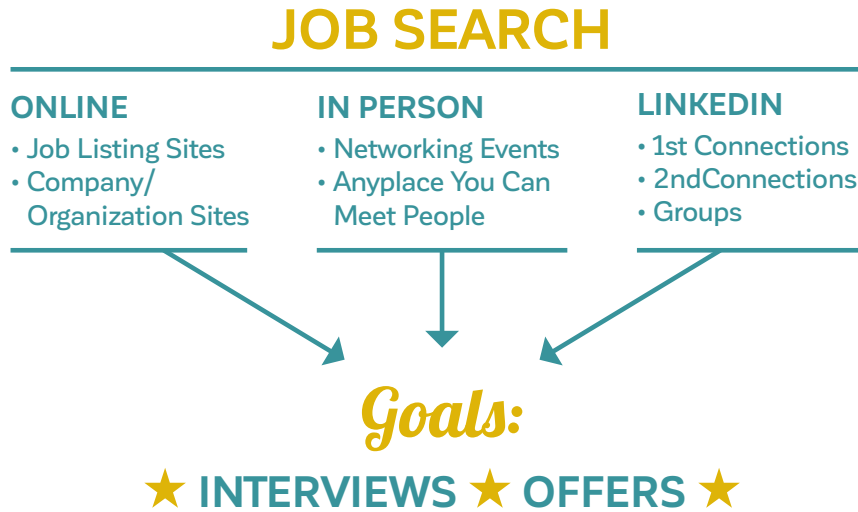 JOB SEARCH
ONLINE
• Job Listing Sites
• Company/
Organization Sites
IN PERSON
• Networking Events
• Anyplace You Can
Meet People
LINKEDIN
• 1st Connections
• 2ndConnections
• Groups
Goals:
★ INTERVIEWS ★ OFFERS ★